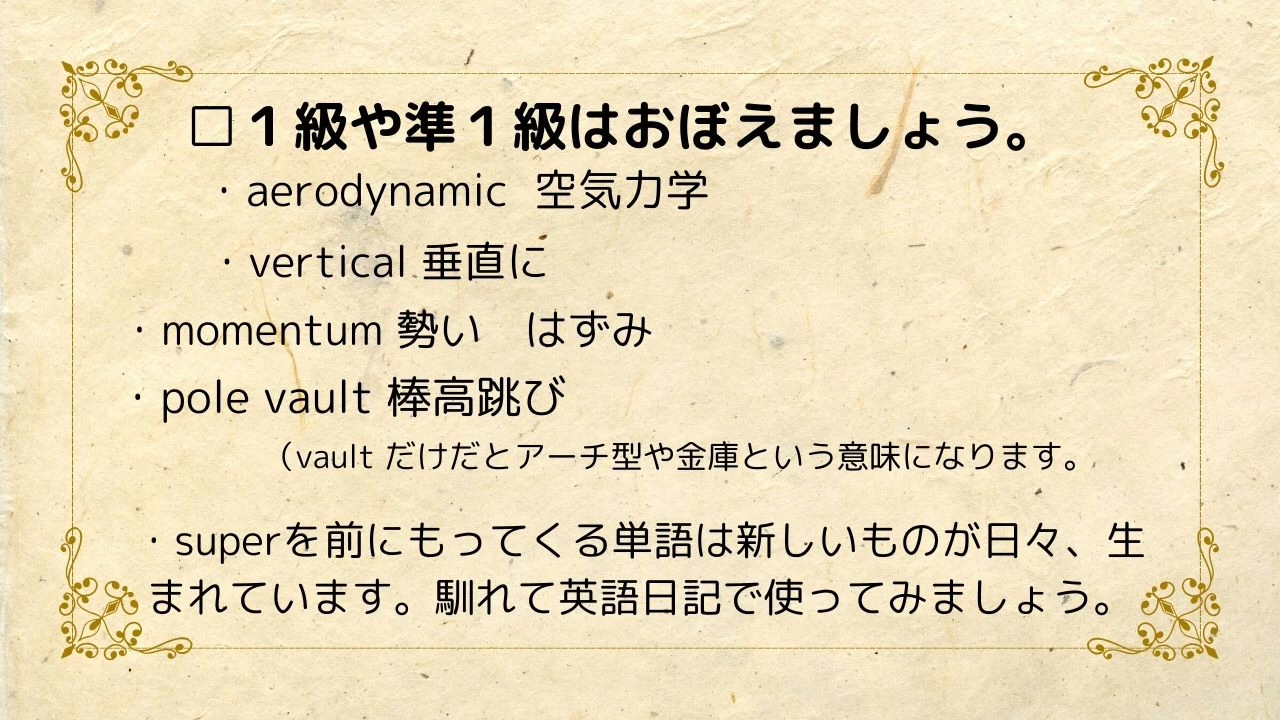 □１級や準１級はおぼえましょう。
・aerodynamic 空気力学
・vertical 垂直に
・momentum 勢い　はずみ
・pole vault 棒高跳び
（vault だけだとアーチ型や金庫という意味になります。
・superを前にもってくる単語は新しいものが日々、生
まれています。馴れて英語日記で使ってみましょう。